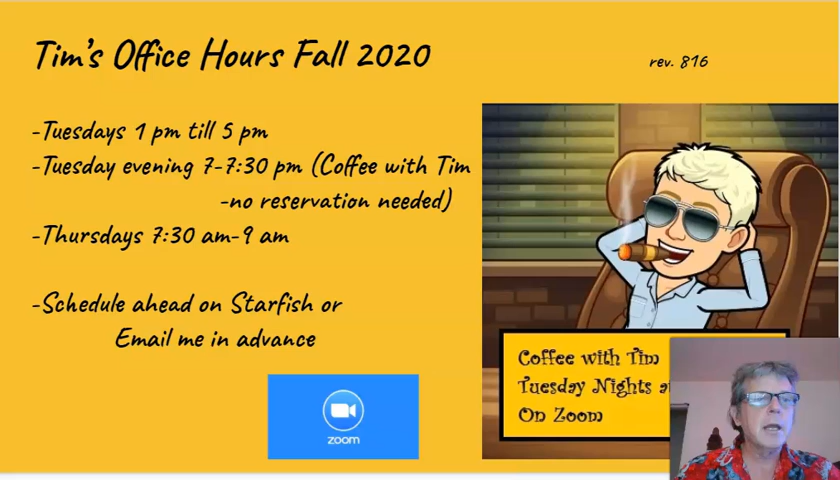 Tim's Office Hours Fall 2020
rev. 816
-Tuesdays 1 pm till 5 pm
-Tuesday evening 7-7:30 pm (Coffee with Tim
-no reservation needed)
-Thursdays 7:30 am-9 am
-Schedule ahead on Starfish or
Email me in advance
zoom
Coffee with Tim
Tuesday Nights
On Zoom